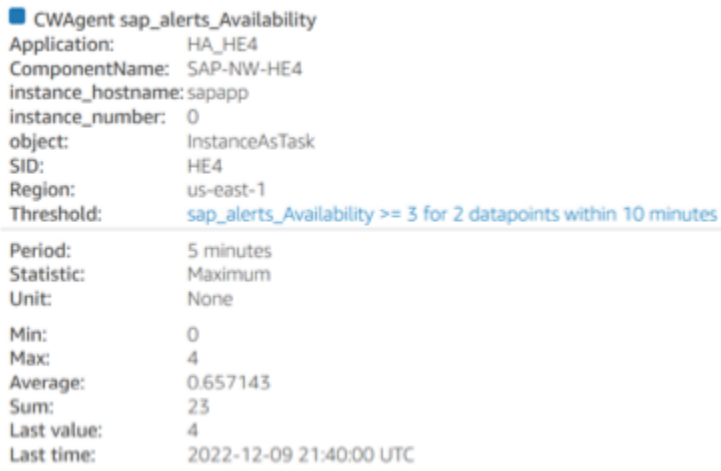 CWAgent sap_alerts_Availability
Application: HA_HE4
ComponentName: SAP-NW-HE4
instance_hostname: sapapp
instance_number: 0
object: InstanceAsTask
SID: HE4
Region: us-east-1
Threshold: sap_alerts_Availability >= 3 for 2 datapoints within 10 minutes
Period: 5 minutes
Statistic: Maximum
Unit: None
Min: 0
Max: 4
Average: 0.657143
Sum: 23
Last value: 4
Last time: 2022-12-09 21:40:00 UTC